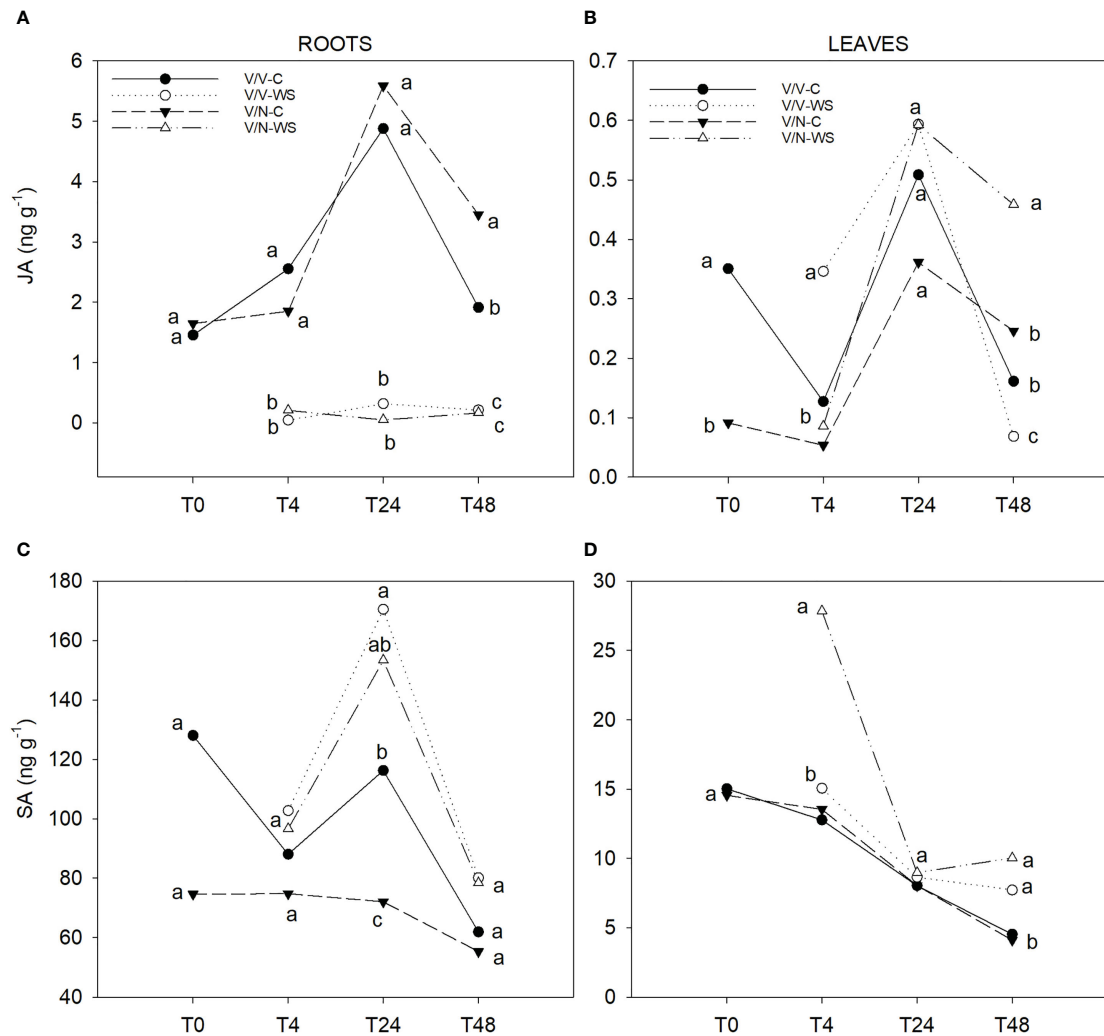 A
ROOTS
JA (ng g-1)
6
5
4
3
2
1
0
V/V-C
V/V-WS
V/N-C
V/N-WS
a
a
a
a
a
a
a
b
b
b
b
b
c
c
T0
T4
T24
T48
B
LEAVES
0.7
0.6
0.5
0.4
0.3
0.2
0.1
0.0
V/V-C
V/V-WS
V/N-C
V/N-WS
a
a
a
a
a
a
b
b
b
b
c
T0
T4
T24
T48
C
SA (ng g-1)
180
160
140
120
100
80
60
40
a
ab
a
b
a
a
a
a
c
a
T0
T4
T24
T48
D
30
25
20
15
10
5
0
a
b
a
a
a
a
b
T0
T4
T24
T48